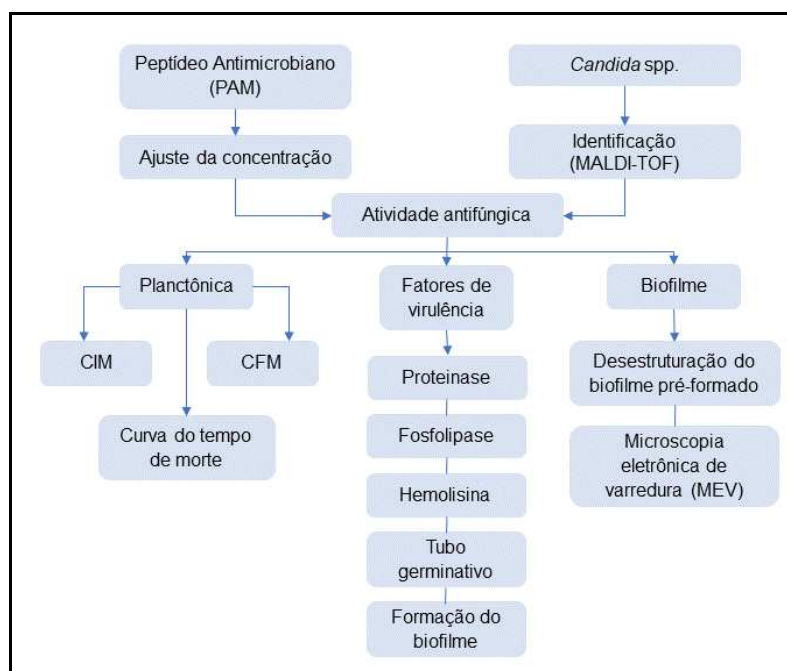 Peptídeo Antimicrobiano
(PAM)
Candida spp.
Ajuste da concentração
Identificação
(MALDI-TOF)
Atividade antifúngica
Planctônica
Fatores de
virulência
Biofilme
CIM
CFM
Curva do tempo
de morte
Proteinase
Fosfolipase
Hemolisina
Tubo
germinativo
Formação do
biofilme
Desestruturação do
biofilme pré-formado
Microscopia
eletrônica de
varredura (MEV)